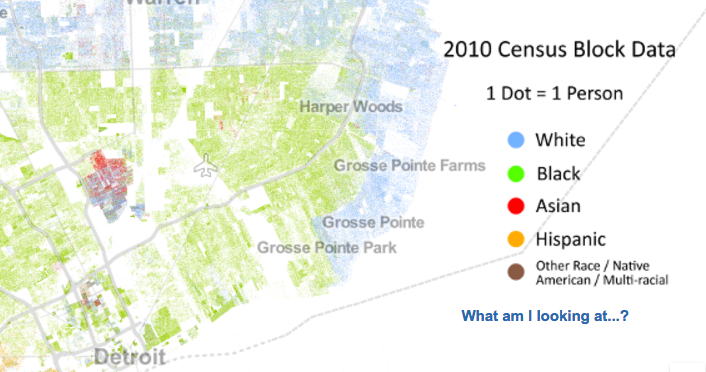 Warren
e
2010 Census Block Data
1 Dot = 1 Person
Harper Woods
White
Grosse Pointe Farms
Black
Asian
Grosse Pointe
Hispanic
Grosse Pointe Park
Other Race / Native
American / Multi-racial
What am I looking at...?
Detroit